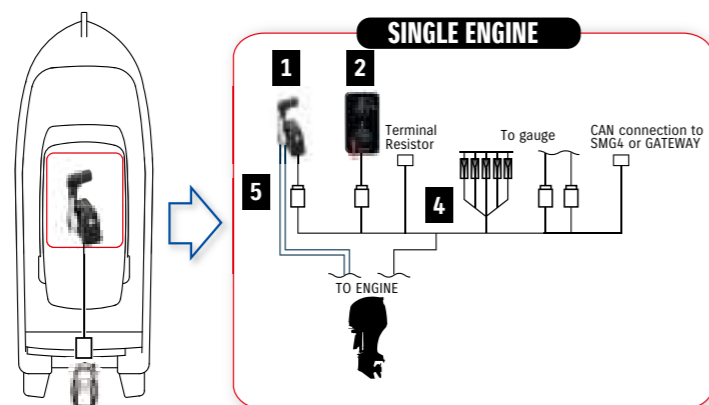 SINGLE ENGINE
1
2
Terminal
Resistor
To gauge
CAN connection to
SMG4 or GATEWAY
5
4
TO ENGINE